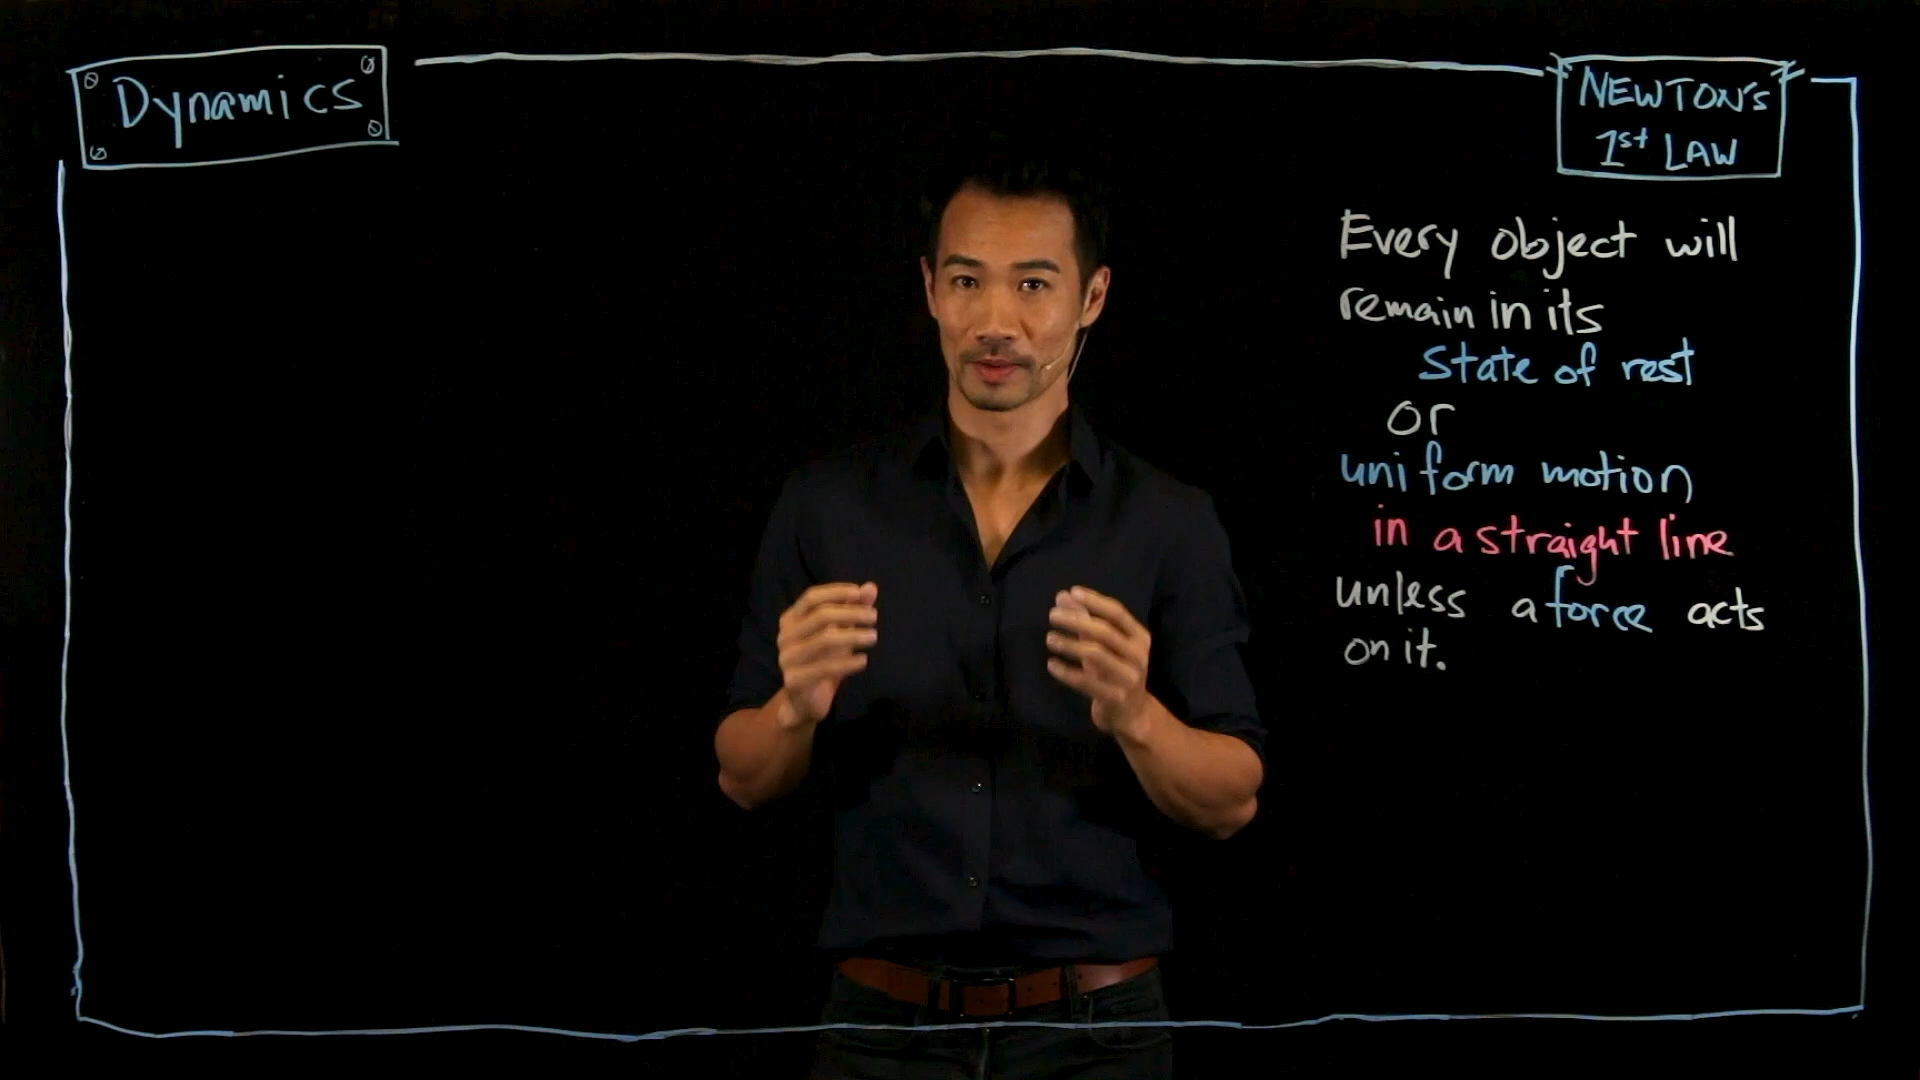 Dynamics
NEWTON'S
1st LAW
Every object will
remain in its
state of rest
or
uniform motion
in a straight line
unless a force acts
on it.